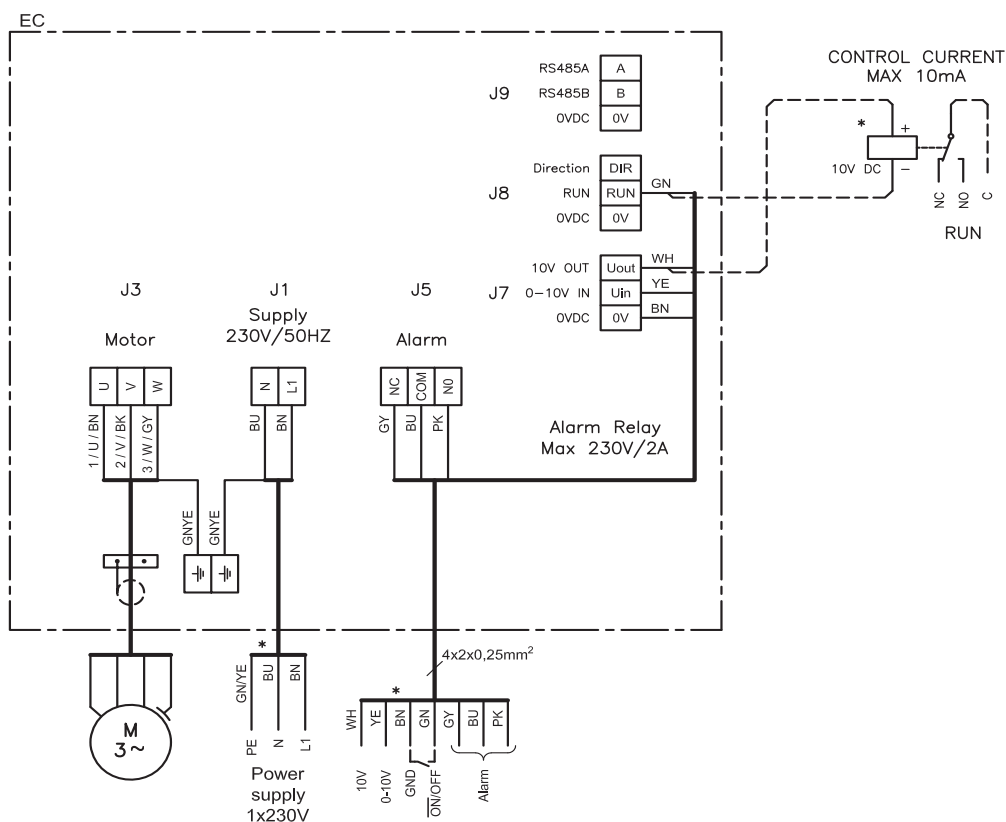 EC
CONTROL CURRENT
MAX 10mA
J9
RS485A A
RS485B B
0VDC 0V
*
+
10V DC
−
NC
NO
C
RUN
J8
Direction DIR
RUN RUN GN
0VDC 0V
J7
10V OUT Uout WH
0-10V IN Uin YE
0VDC 0V BN
J3
Motor
U V W
1 / U / BN
2 / V / BK
3 / W / GY
J1
Supply
230V/50HZ
N L1
BU
BN
J5
Alarm
NC COM N0
GY
BU
PK
Alarm Relay
Max 230V/2A
GNYE
GNYE
M
3~
*
GN/YE
BU
BN
PE
N
L1
Power
supply
1x230V
4x2x0,25mm²
*
WH
YE
BN
GN
GY
BU
PK
10V
0-10V
GND
ON/OFF
Alarm